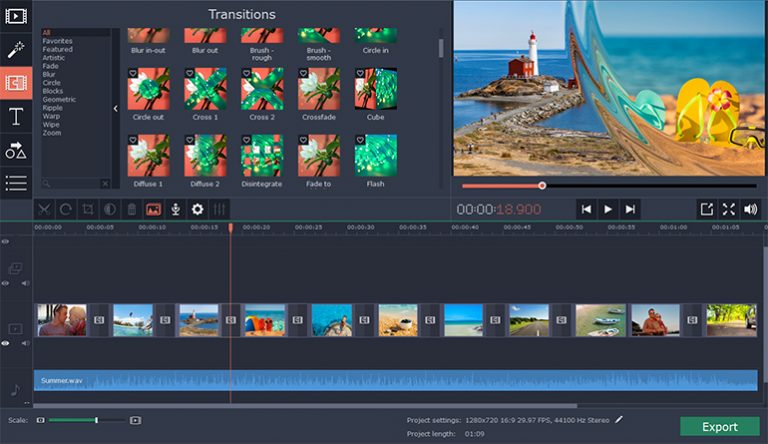 Transitions
All
Favorites
Featured
Artistic
Fade
Blur
Circle
Blocks
Geometric
Ripple
Warp
Wipe
Zoom
Blur in-out
Blur out
Brush - rough
Brush - smooth
Circle in
Circle out
Cross 1
Cross 2
Crossfade
Cube
Diffuse 1
Diffuse 2
Disintegrate
Fade to
Flash
T
00:00:18.900
00:00:00
00:00:05
00:00:10
00:00:15
00:00:20
00:00:25
00:00:30
00:00:35
00:00:40
00:00:45
00:00:50
00:00:55
00:01:00
00:01:05
Summer.wav
Scale:
Project settings: 1280x720 16:9 29.97 FPS, 44100 Hz Stereo
Project length: 01:09
Export